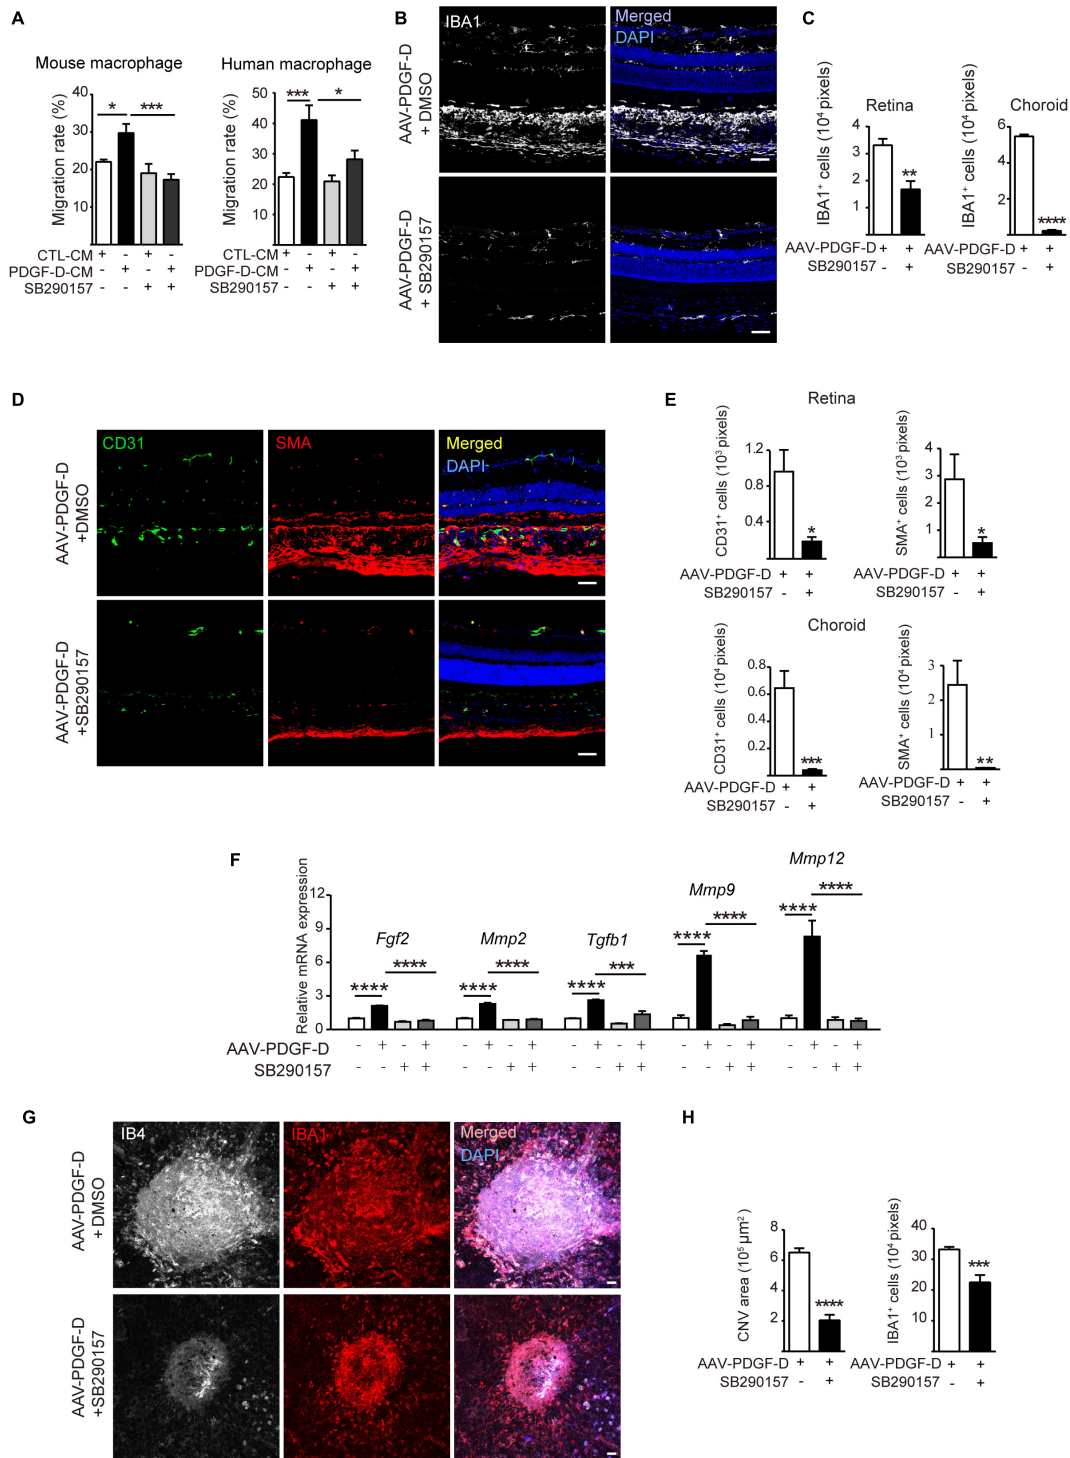 A
Mouse macrophage
Migration rate (%)
40
30
20
10
0
* ***
CTL-CM + - + -
PDGF-D-CM - + - +
SB290157 - - + +
Human macrophage
Migration rate (%)
50
40
30
20
10
0
*** *
CTL-CM + - + -
PDGF-D-CM - + - +
SB290157 - - + +
B
IBA1
Merged
DAPI
AAV-PDGF-D
+ DMSO
AAV-PDGF-D
+ SB290157
C
Retina
IBA1+ cells (10⁴ pixels)
4
3
2
1
**
AAV-PDGF-D + +
SB290157 - +
Choroid
IBA1+ cells (10⁴ pixels)
6
4
2
****
AAV-PDGF-D + +
SB290157 - +
D
CD31
SMA
Merged
DAPI
AAV-PDGF-D
+DMSO
AAV-PDGF-D
+SB290157
E
Retina
CD31+ cells (10³ pixels)
1.2
0.8
0.4
*
AAV-PDGF-D + +
SB290157 - +
SMA+ cells (10³ pixels)
4
3
2
1
*
AAV-PDGF-D + +
SB290157 - +
Choroid
CD31+ cells (10⁴ pixels)
0.8
0.6
0.4
0.2
***
AAV-PDGF-D + +
SB290157 - +
SMA+ cells (10⁴ pixels)
3
2
1
**
AAV-PDGF-D + +
SB290157 - +
F
Relative mRNA expression
12
9
6
3
0
Fgf2
**** ****
Mmp2
**** ****
Tgfb1
**** ***
Mmp9
**** ****
Mmp12
**** ****
AAV-PDGF-D - + - + - + - + - + - + - + - + - + - +
SB290157 - - + + - - + + - - + + - - + + - - + +
G
IB4
IBA1
Merged
DAPI
AAV-PDGF-D
+ DMSO
AAV-PDGF-D
+SB290157
H
CNV area (10⁵ µm²)
8
6
4
2
****
AAV-PDGF-D + +
SB290157 - +
IBA1+ cells (10⁴ pixels)
40
30
20
10
***
AAV-PDGF-D + +
SB290157 - +